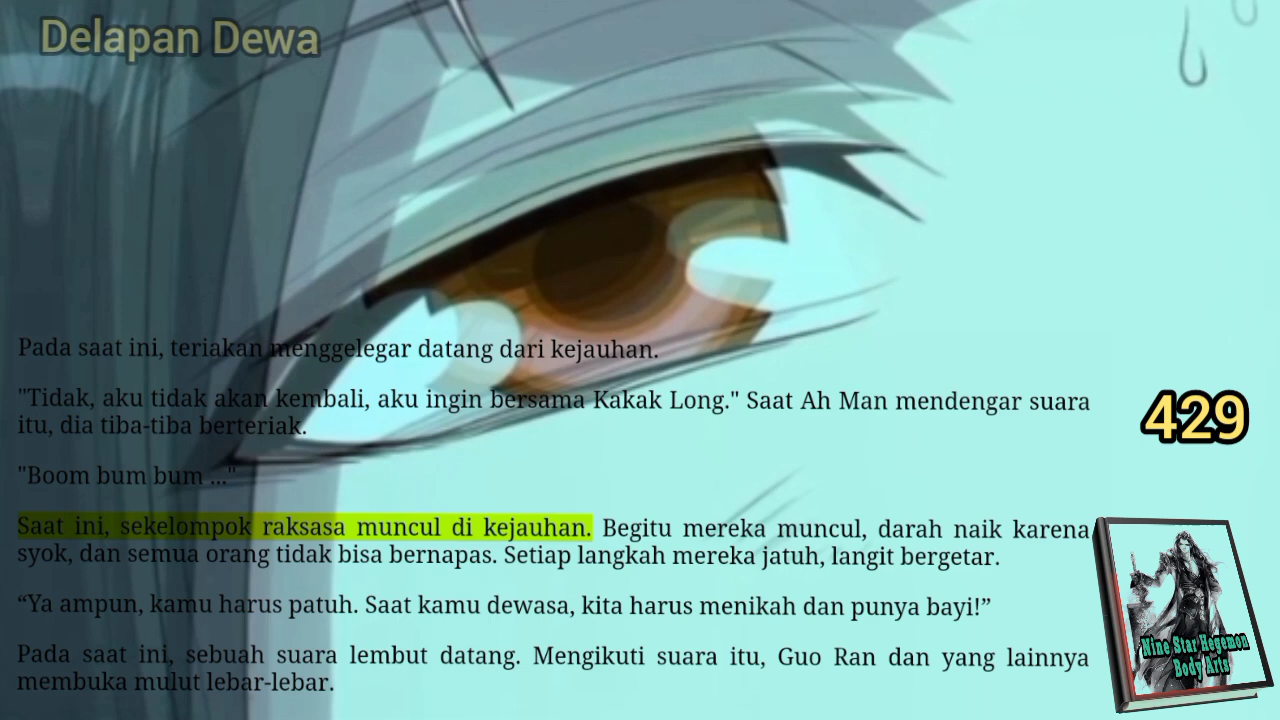 Delapan Dewa
Pada saat ini, teriakan menggelegar datang dari kejauhan.
"Tidak, aku tidak akan kembali, aku ingin bersama Kakak Long." Saat Ah Man mendengar suara
itu, dia tiba-tiba berteriak.
"Boom bum bum ..."
Saat ini, sekelompok raksasa muncul di kejauhan. Begitu mereka muncul, darah naik karena
syok, dan semua orang tidak bisa bernapas. Setiap langkah mereka jatuh, langit bergetar.
“Ya ampun, kamu harus patuh. Saat kamu dewasa, kita harus menikah dan punya bayi!”
Pada saat ini, sebuah suara lembut datang. Mengikuti suara itu, Guo Ran dan yang lainnya
membuka mulut lebar-lebar.
429
Nine Star Hegemon
Body Arts